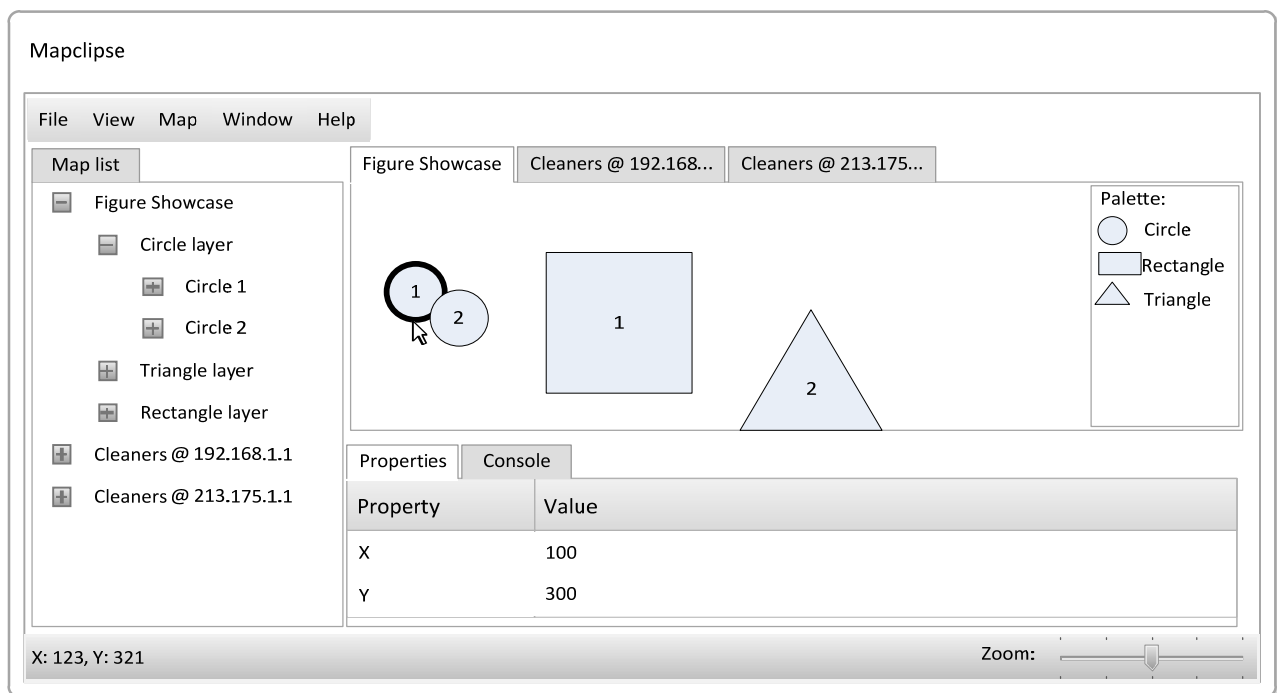 Mapclipse
File View Map Window Help
Map list
Figure Showcase
Circle layer
Circle 1
Circle 2
Triangle layer
Rectangle layer
Cleaners @ 192.168.1.1
Cleaners @ 213.175.1.1
Figure Showcase Cleaners @ 192.168... Cleaners @ 213.175...
1
2
1
2
Palette:
Circle
Rectangle
Triangle
Properties Console
Property Value
X 100
Y 300
X: 123, Y: 321
Zoom: